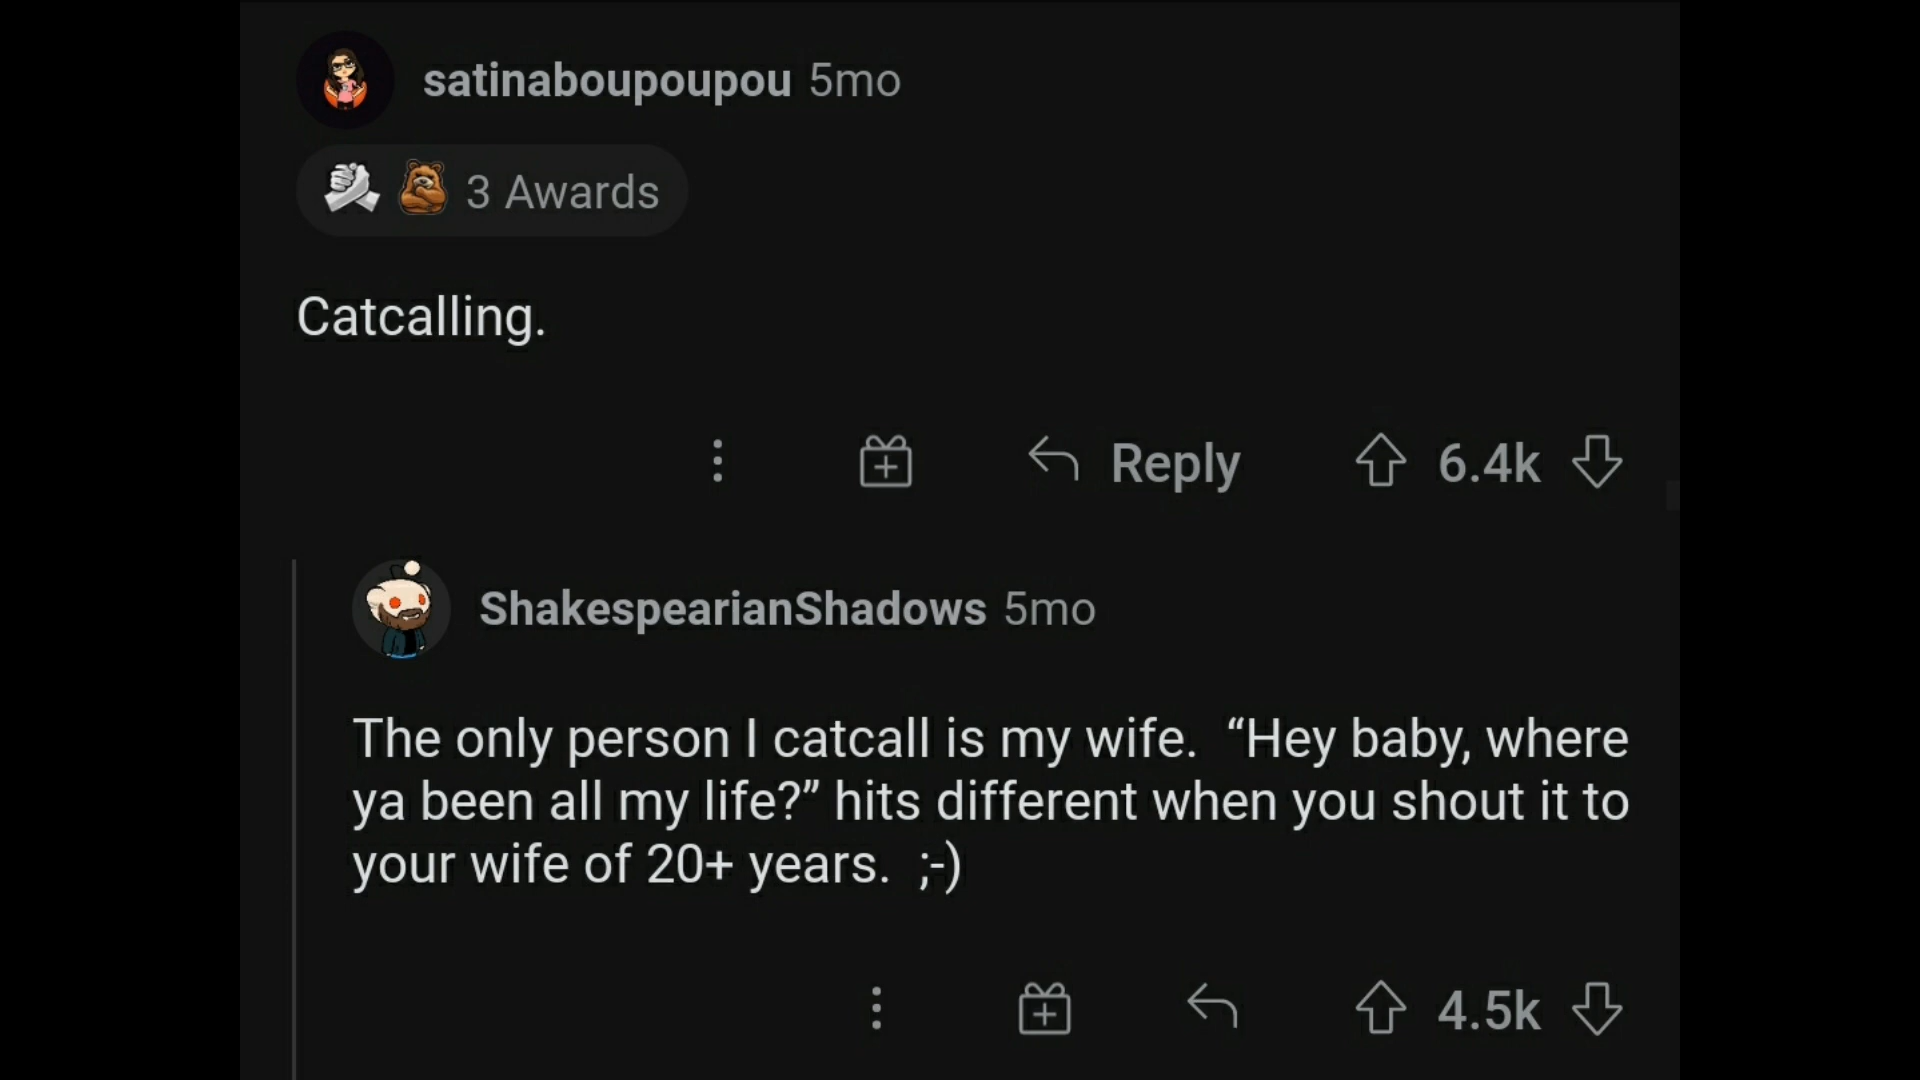 satinaboupoupou 5mo
3 Awards
Catcalling.
Reply 6.4k
ShakespearianShadows 5mo
The only person I catcall is my wife.  “Hey baby, where
ya been all my life?” hits different when you shout it to
your wife of 20+ years.  ;-)
4.5k